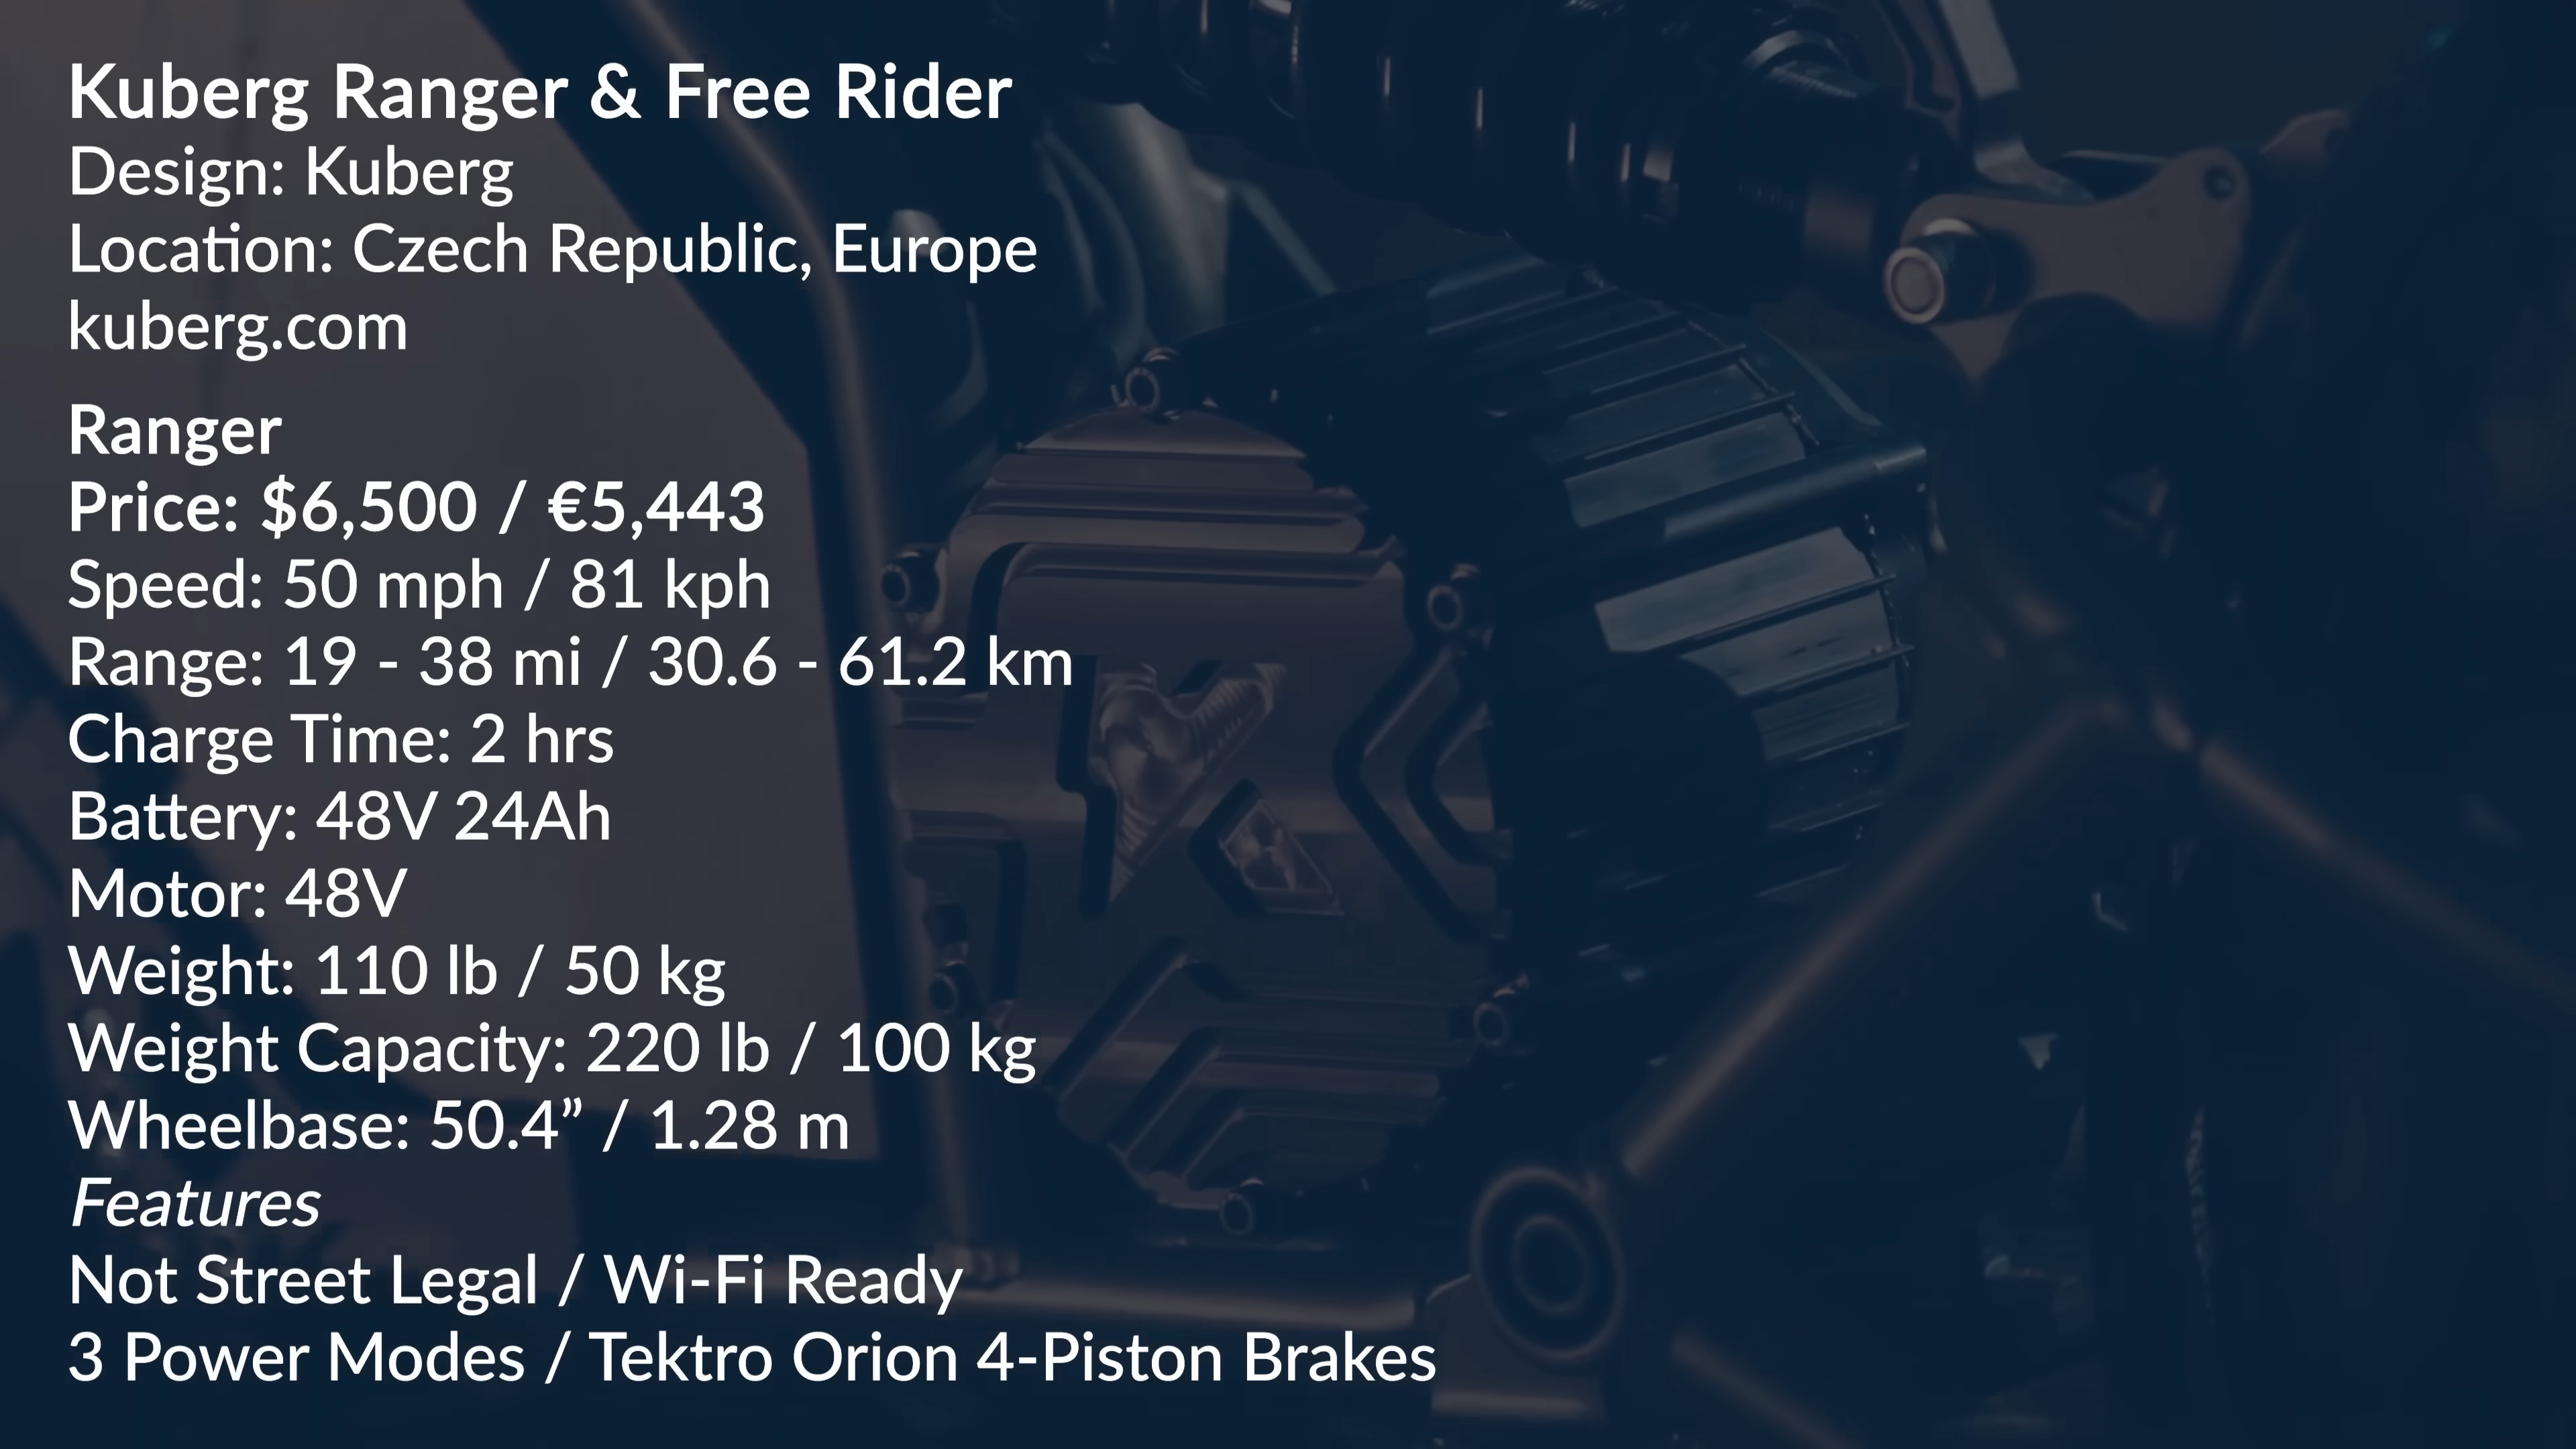 Kuberg Ranger & Free Rider
Design: Kuberg
Location: Czech Republic, Europe
kuberg.com
Ranger
Price: $6,500 / €5,443
Speed: 50 mph / 81 kph
Range: 19 - 38 mi / 30.6 - 61.2 km
Charge Time: 2 hrs
Battery: 48V 24Ah
Motor: 48V
Weight: 110 lb / 50 kg
Weight Capacity: 220 lb / 100 kg
Wheelbase: 50.4” / 1.28 m
Features
Not Street Legal / Wi-Fi Ready
3 Power Modes / Tektro Orion 4-Piston Brakes